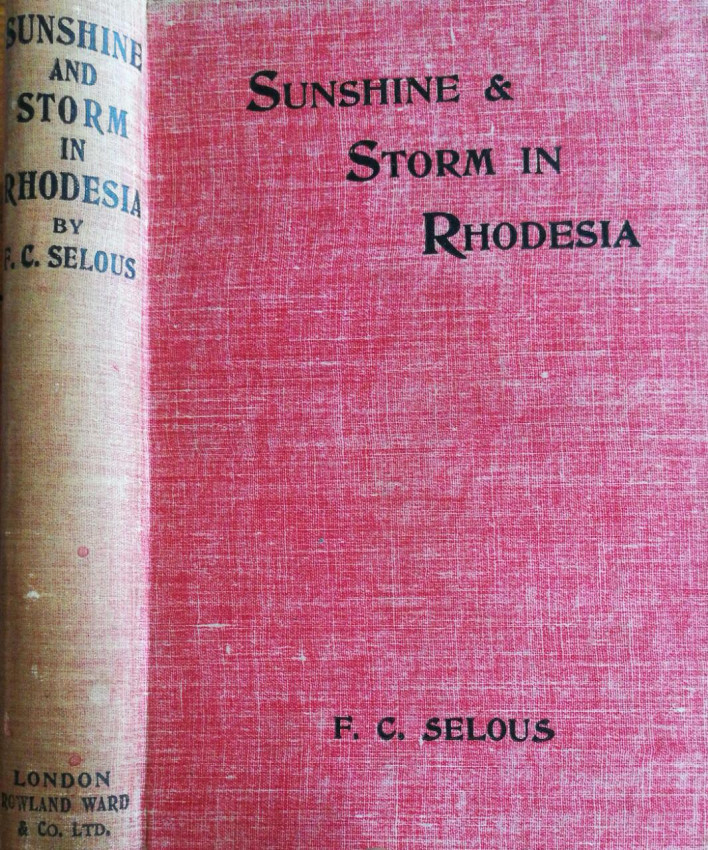 SUNSHINE
AND
STORM
IN
RHODESIA
BY
F. C. SELOUS
LONDON
ROWLAND WARD
& CO. LTD.
SUNSHINE &
STORM IN
RHODESIA
F. C. SELOUS